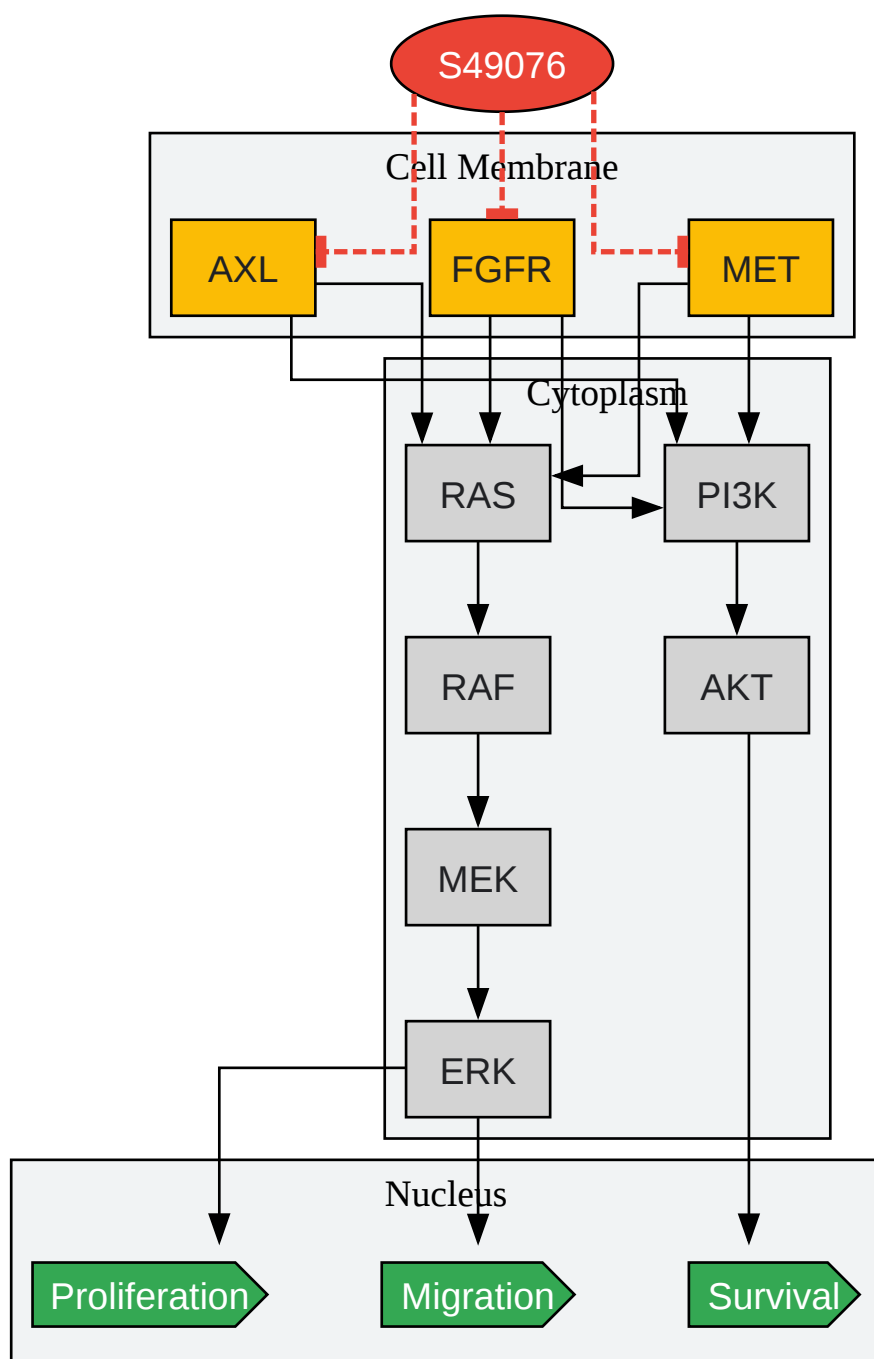 S49076
Cell Membrane
AXL
FGFR
MET
Cytoplasm
RAS
PI3K
RAF
AKT
MEK
ERK
Nucleus
Proliferation
Migration
Survival